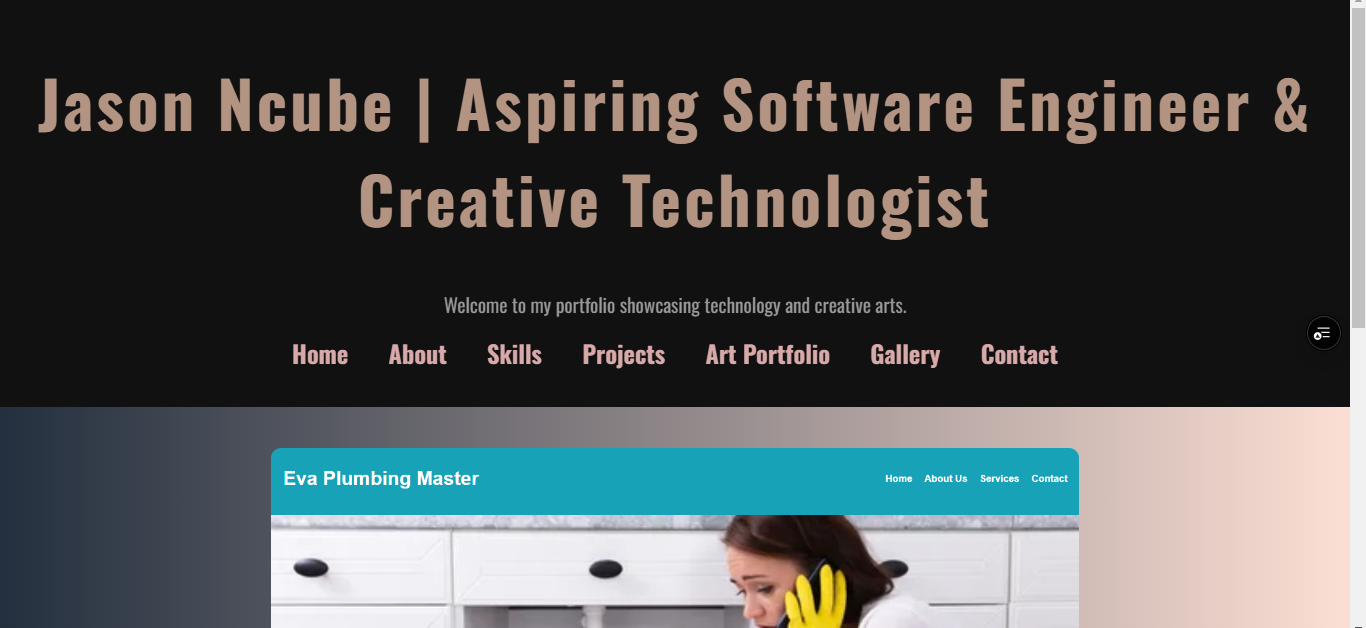 Jason Ncube | Aspiring Software Engineer &
Creative Technologist
Welcome to my portfolio showcasing technology and creative arts.
Home About Skills Projects Art Portfolio Gallery Contact
Eva Plumbing Master Home About Us Services Contact